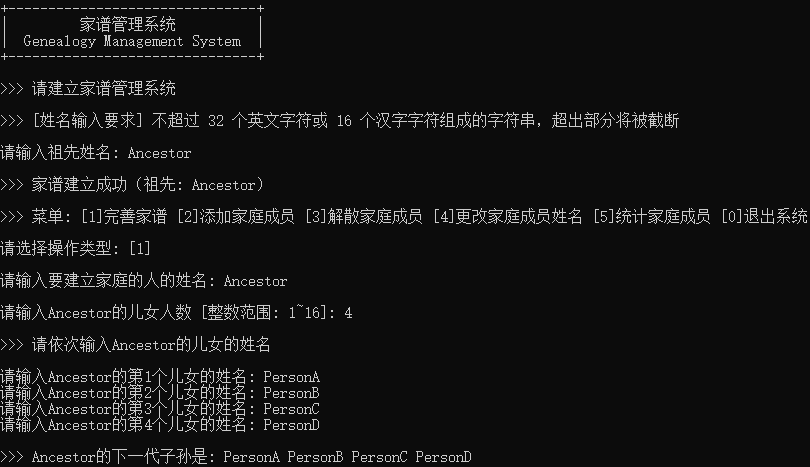 +-------------------------------+
|         家谱管理系统          |
|  Genealogy Management System  |
+-------------------------------+
>>> 请建立家谱管理系统
>>> [姓名输入要求] 不超过 32 个英文字符或 16 个汉字字符组成的字符串，超出部分将被截断
请输入祖先姓名: Ancestor
>>> 家谱建立成功（祖先: Ancestor）
>>> 菜单: [1]完善家谱 [2]添加家庭成员 [3]解散家庭成员 [4]更改家庭成员姓名 [5]统计家庭成员 [0]退出系统
请选择操作类型: [1]
请输入要建立家庭的人的姓名: Ancestor
请输入Ancestor的儿女人数 [整数范围: 1~16]: 4
>>> 请依次输入Ancestor的儿女的姓名
请输入Ancestor的第1个儿女的姓名: PersonA
请输入Ancestor的第2个儿女的姓名: PersonB
请输入Ancestor的第3个儿女的姓名: PersonC
请输入Ancestor的第4个儿女的姓名: PersonD
>>> Ancestor的下一代子孙是: PersonA PersonB PersonC PersonD